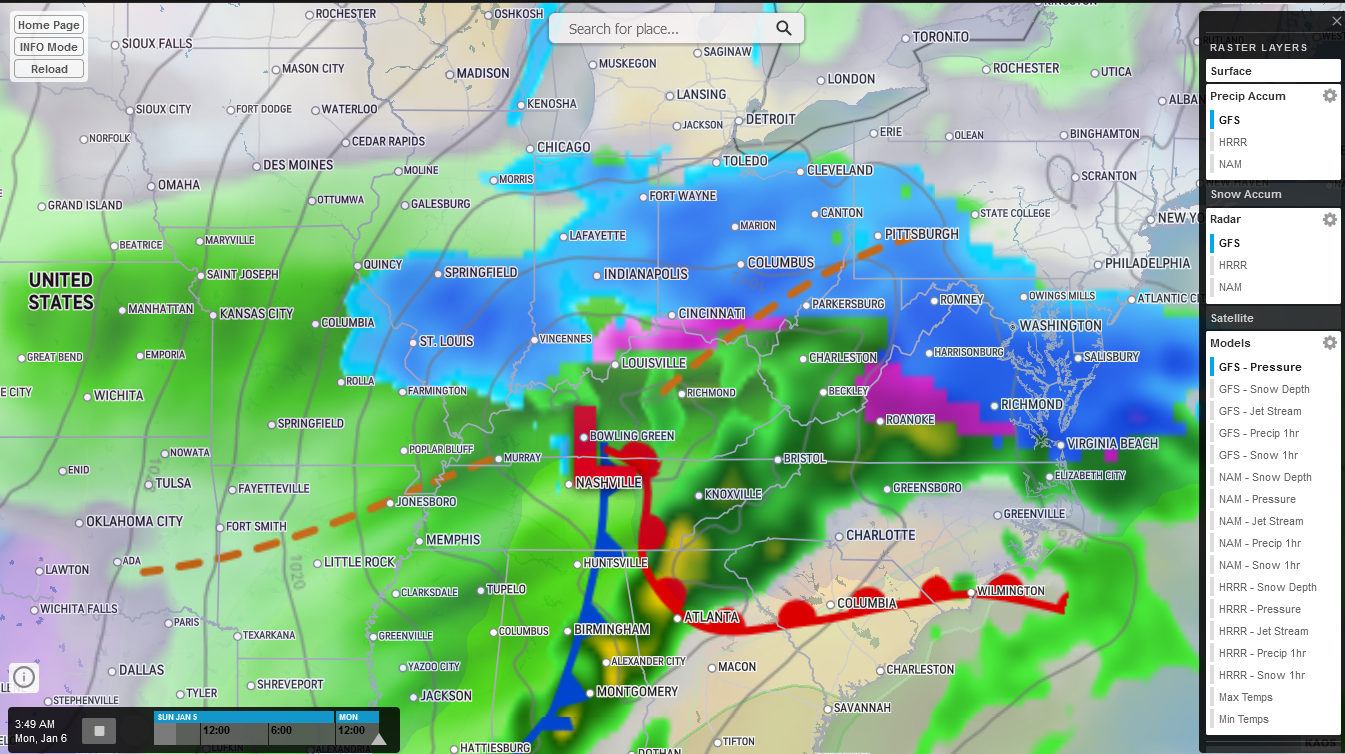 Home Page
INFO Mode
Reload
Search for place...
RASTER LAYERS
Surface
Precip Accum
GFS
HRRR
NAM
Snow Accum
Radar
GFS
HRRR
NAM
Satellite
Models
GFS - Pressure
GFS - Snow Depth
GFS - Jet Stream
GFS - Precip 1hr
GFS - Snow 1hr
NAM - Snow Depth
NAM - Pressure
NAM - Jet Stream
NAM - Precip 1hr
NAM - Snow 1hr
HRRR - Snow Depth
HRRR - Pressure
HRRR - Jet Stream
HRRR - Precip 1hr
HRRR - Snow 1hr
Max Temps
Min Temps
ROCHESTER
OSHKOSH
SIOUX FALLS
MASON CITY
MADISON
MUSKEGON
SAGINAW
TORONTO
LONDON
ROCHESTER
UTICA
LANSING
SIOUX CITY
FORT DODGE
WATERLOO
KENOSHA
JACKSON
DETROIT
ERIE
OLEAN
BINGHAMTON
NORFOLK
CEDAR RAPIDS
CHICAGO
TOLEDO
CLEVELAND
DES MOINES
MOLINE
MORRIS
SCRANTON
OMAHA
GRAND ISLAND
OTTUMWA
GALESBURG
FORT WAYNE
MARION
CANTON
STATE COLLEGE
NEW YO
BEATRICE
MARYVILLE
LAFAYETTE
PITTSBURGH
UNITED
STATES
SAINT JOSEPH
QUINCY
SPRINGFIELD
INDIANAPOLIS
COLUMBUS
PHILADELPHIA
MANHATTAN
KANSAS CITY
COLUMBIA
CINCINNATI
PARKERSBURG
ROMNEY
OWINGS MILLS
ATLANTIC CI
WASHINGTON
GREAT BEND
EMPORIA
ST. LOUIS
VINCENNES
LOUISVILLE
CHARLESTON
HARRISONBURG
SALISBURY
E CITY
WICHITA
ROLLA
FARMINGTON
RICHMOND
BECKLEY
ROANOKE
RICHMOND
SPRINGFIELD
BOWLING GREEN
VIRGINIA BEACH
NOWATA
POPLAR BLUFF
MURRAY
BRISTOL
ENID
TULSA
FAYETTEVILLE
NASHVILLE
KNOXVILLE
GREENSBORO
ELIZABETH CITY
JONESBORO
OKLAHOMA CITY
FORT SMITH
MEMPHIS
CHARLOTTE
GREENVILLE
1016
ADA
LAWTON
1020
LITTLE ROCK
HUNTSVILLE
CLARKSDALE
TUPELO
COLUMBIA
WILMINGTON
WICHITA FALLS
PARIS
TEXARKANA
GREENVILLE
COLUMBUS
BIRMINGHAM
ATLANTA
DALLAS
YAZOO CITY
ALEXANDER CITY
MACON
CHARLESTON
SHREVEPORT
TYLER
JACKSON
MONTGOMERY
STEPHENVILLE
SAVANNAH
HATTIESBURG
TIFTON
DOTHAN
L
3:49 AM
Mon, Jan 6
SUN JAN 5
MON
12:00
6:00
12:00